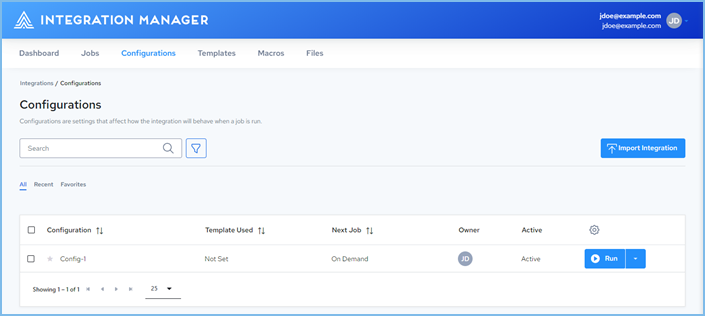 INTEGRATION MANAGER
jdoe@example.com
jdoe@example.com
JD
Dashboard Jobs Configurations Templates Macros Files
Integrations / Configurations
Configurations
Configurations are settings that affect how the integration will behave when a job is run.
Search
Import Integration
All Recent Favorites
Configuration Template Used Next Job Owner Active
Config-1 Not Set On Demand JD Active Run
Showing 1 – 1 of 1 25